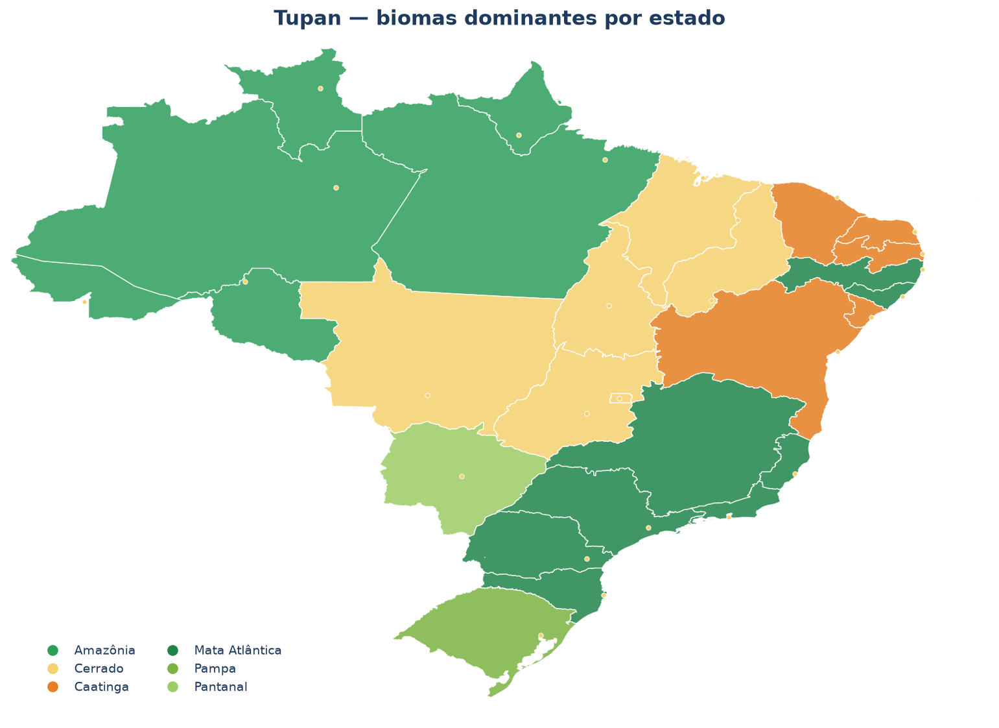 Tupan — biomas dominantes por estado
Amazônia
Cerrado
Caatinga
Mata Atlântica
Pampa
Pantanal